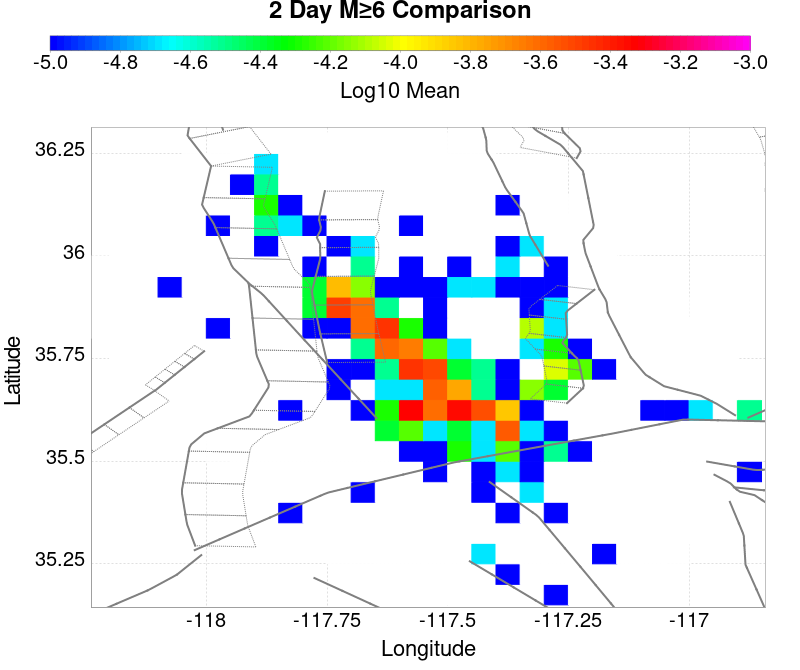 2 Day M≥6 Comparison
-5.0 -4.8 -4.6 -4.4 -4.2 -4.0 -3.8 -3.6 -3.4 -3.2 -3.0
Log10 Mean
36.25
36
35.75
35.5
35.25
Latitude
-118 -117.75 -117.5 -117.25 -117
Longitude